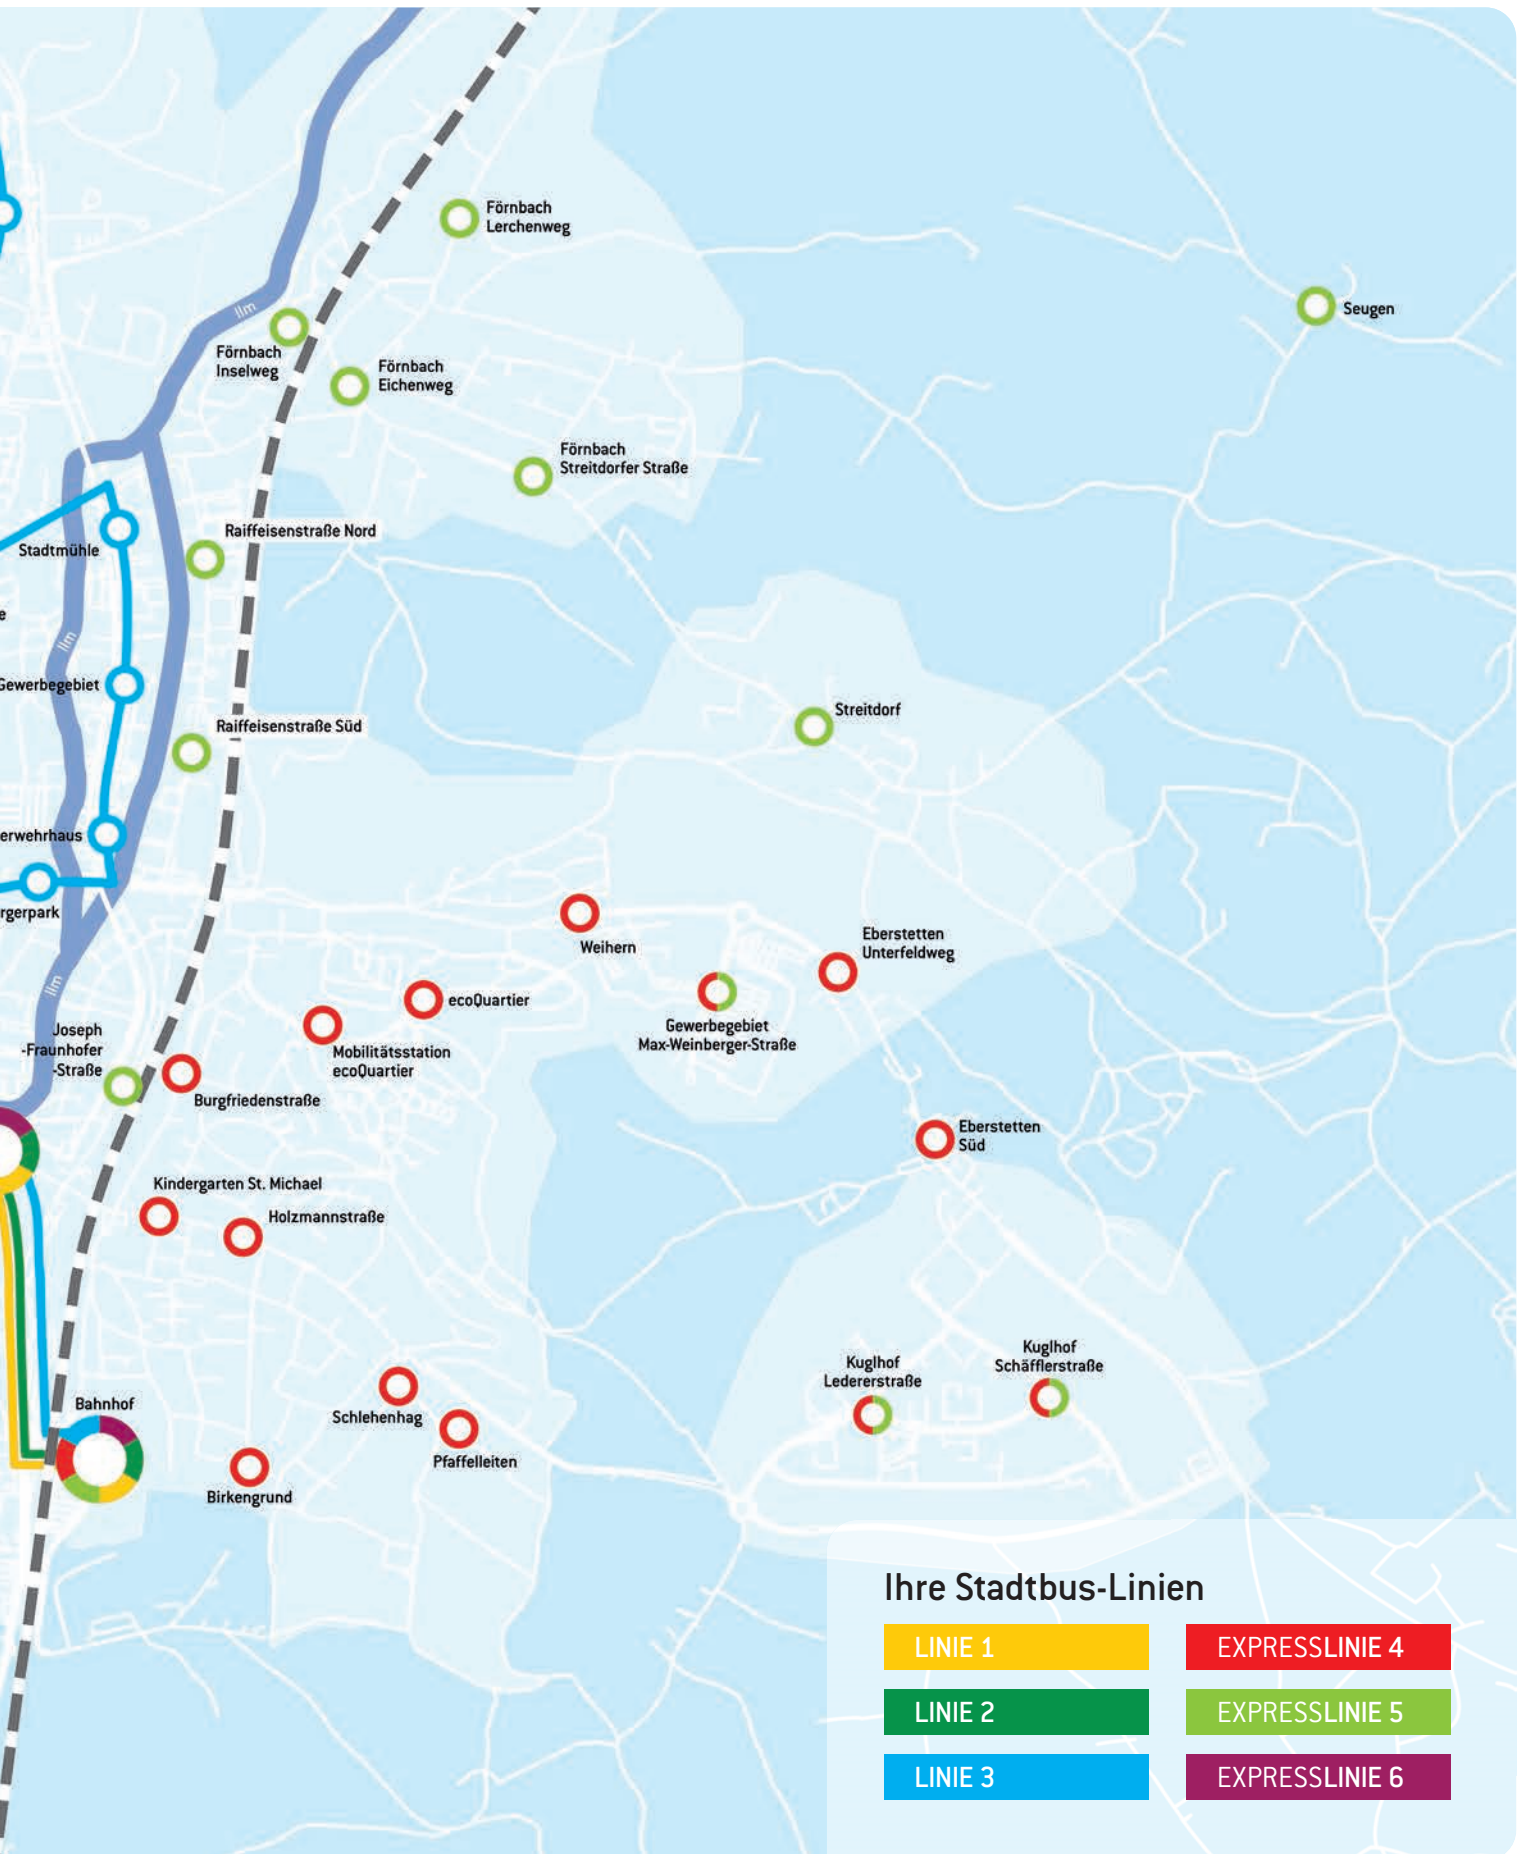 Förnbach
Lerchenweg
Seugen
Ilm
Förnbach
Inselweg
Förnbach
Eichenweg
Förnbach
Streitdorfer Straße
Raiffeisenstraße Nord
Stadtmühle
e
Ilm
Gewerbegebiet
Streitdorf
Raiffeisenstraße Süd
erwehrhaus
rgerpark
Weihern
Eberstetten
Unterfeldweg
Ilm
ecoQuartier
Gewerbegebiet
Max-Weinberger-Straße
Joseph
-Fraunhofer
-Straße
Mobilitätsstation
ecoQuartier
Burgfriedenstraße
Eberstetten
Süd
Kindergarten St. Michael
Holzmannstraße
Kuglhof
Schäfflerstraße
Kuglhof
Ledererstraße
Bahnhof
Schlehenhag
Pfaffelleiten
Birkengrund
Ihre Stadtbus-Linien
LINIE 1
EXPRESSLINIE 4
LINIE 2
EXPRESSLINIE 5
LINIE 3
EXPRESSLINIE 6